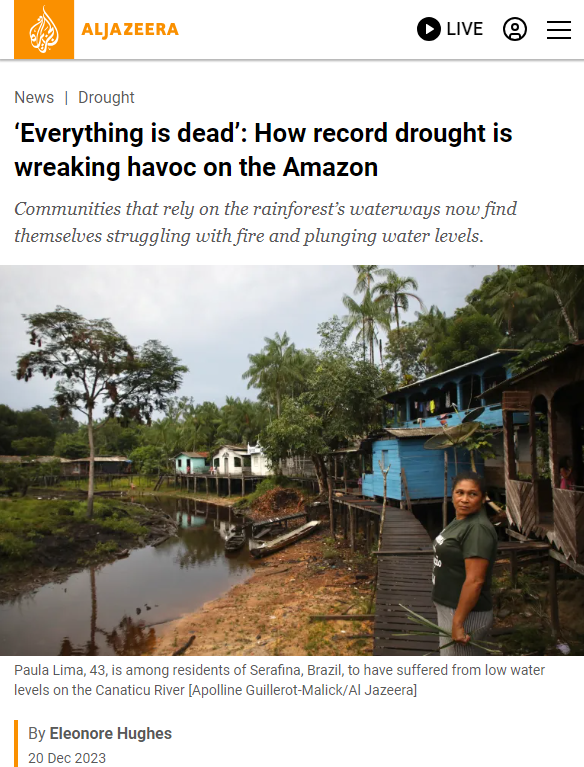 ALJAZEERA
LIVE
News | Drought
‘Everything is dead’: How record drought is
wreaking havoc on the Amazon
Communities that rely on the rainforest’s waterways now find
themselves struggling with fire and plunging water levels.
Paula Lima, 43, is among residents of Serafina, Brazil, to have suffered from low water
levels on the Canaticu River [Apolline Guillerot-Malick/Al Jazeera]
By Eleonore Hughes
20 Dec 2023